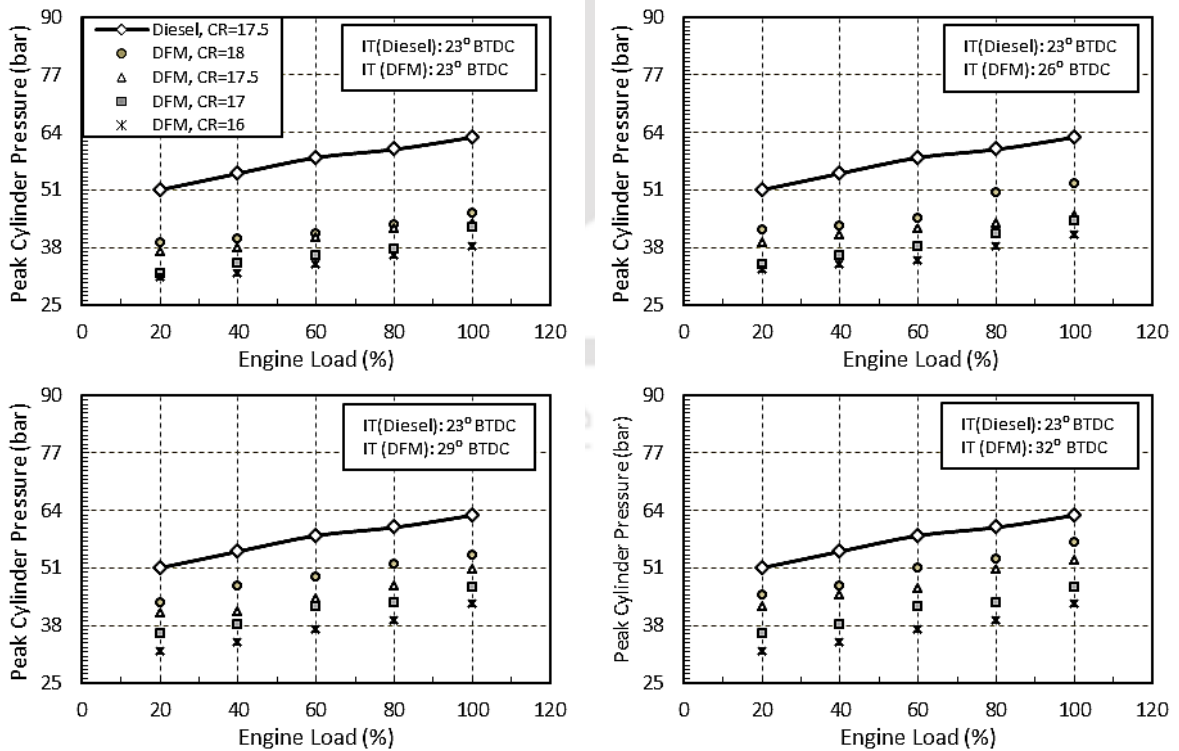 Peak Cylinder Pressure (bar)
90
77
64
51
38
25
Diesel, CR=17.5
DFM, CR=18
DFM, CR=17.5
DFM, CR=17
DFM, CR=16
IT(Diesel): 23° BTDC
IT (DFM): 23° BTDC
0 20 40 60 80 100 120
Engine Load (%)
Peak Cylinder Pressure (bar)
90
77
64
51
38
25
IT(Diesel): 23° BTDC
IT (DFM): 26° BTDC
0 20 40 60 80 100 120
Engine Load (%)
Peak Cylinder Pressure (bar)
90
77
64
51
38
25
IT(Diesel): 23° BTDC
IT (DFM): 29° BTDC
0 20 40 60 80 100 120
Engine Load (%)
Peak Cylinder Pressure (bar)
90
77
64
51
38
25
IT(Diesel): 23° BTDC
IT (DFM): 32° BTDC
0 20 40 60 80 100 120
Engine Load (%)